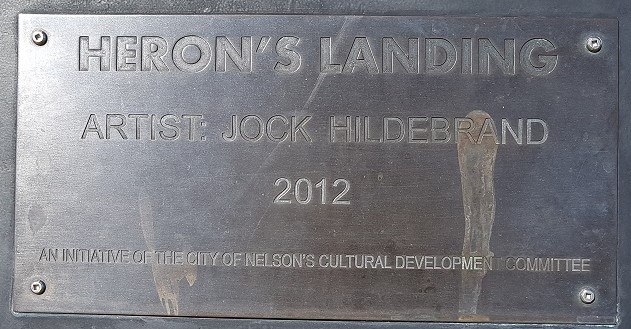 HERON'S LANDING
ARTIST: JOCK HILDEBRAND
2012
AN INITIATIVE OF THE CITY OF NELSON'S CULTURAL DEVELOPMENT COMMITTEE